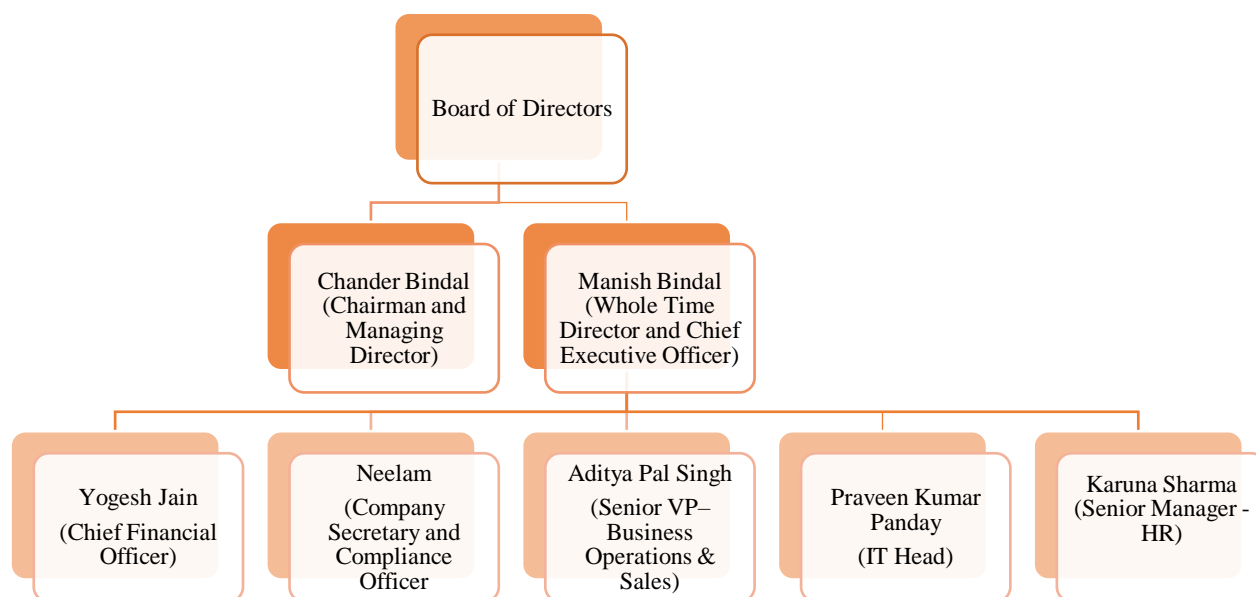 Board of Directors
Chander Bindal
(Chairman and
Managing
Director)
Manish Bindal
(Whole Time
Director and Chief
Executive Officer)
Yogesh Jain
(Chief Financial
Officer)
Neelam
(Company
Secretary and
Compliance
Officer
Aditya Pal Singh
(Senior VP–
Business
Operations &
Sales)
Praveen Kumar
Panday
(IT Head)
Karuna Sharma
(Senior Manager -
HR)